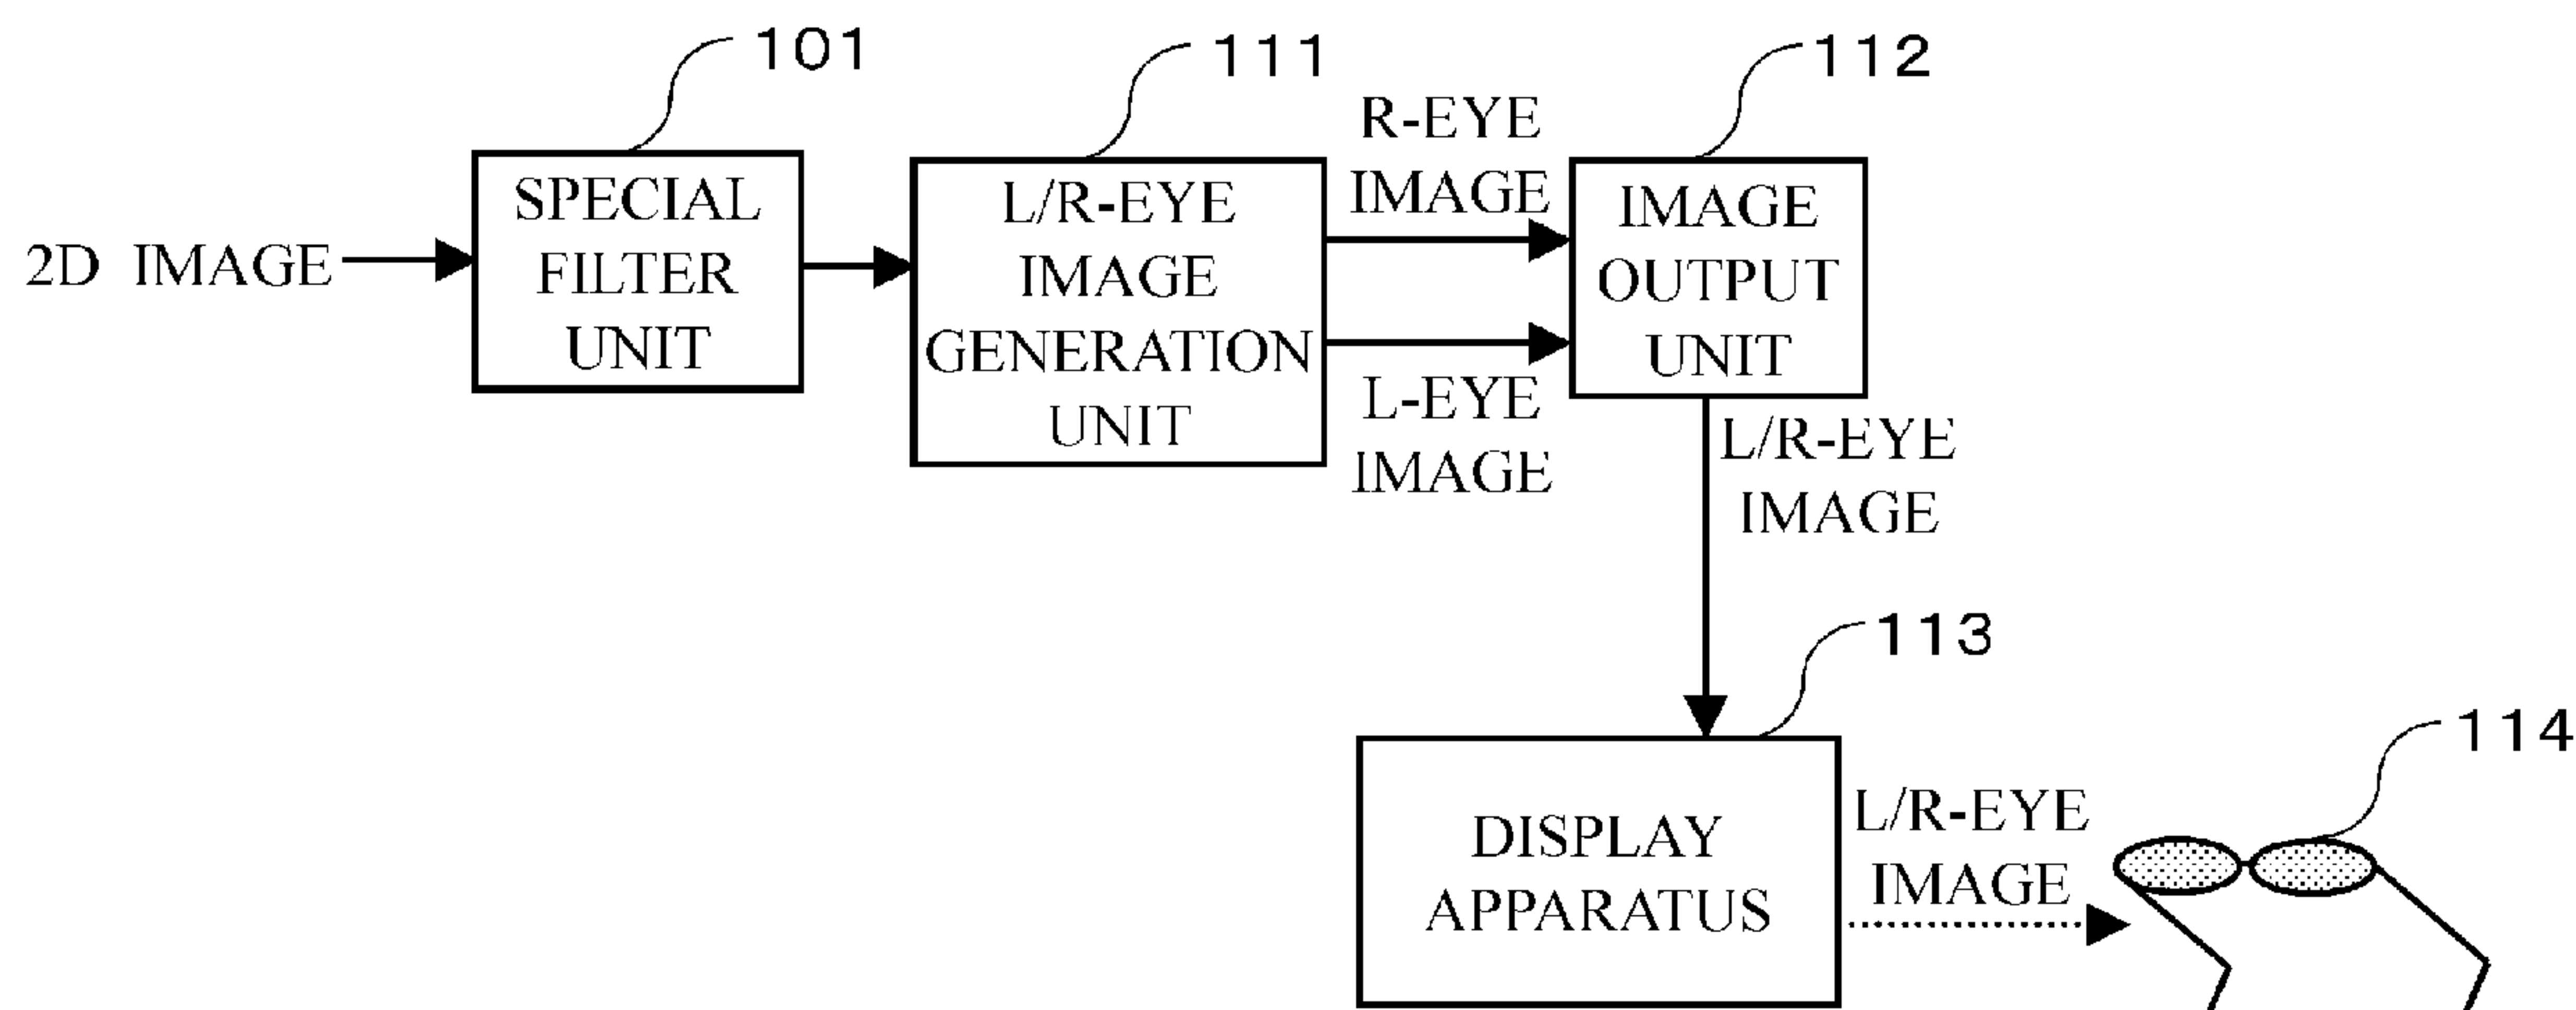 101
111
112
R-EYE
IMAGE
2D IMAGE
SPECIAL
FILTER
UNIT
L/R-EYE
IMAGE
GENERATION
UNIT
IMAGE
OUTPUT
UNIT
L-EYE
IMAGE
L/R-EYE
IMAGE
113
114
DISPLAY
APPARATUS
L/R-EYE
IMAGE